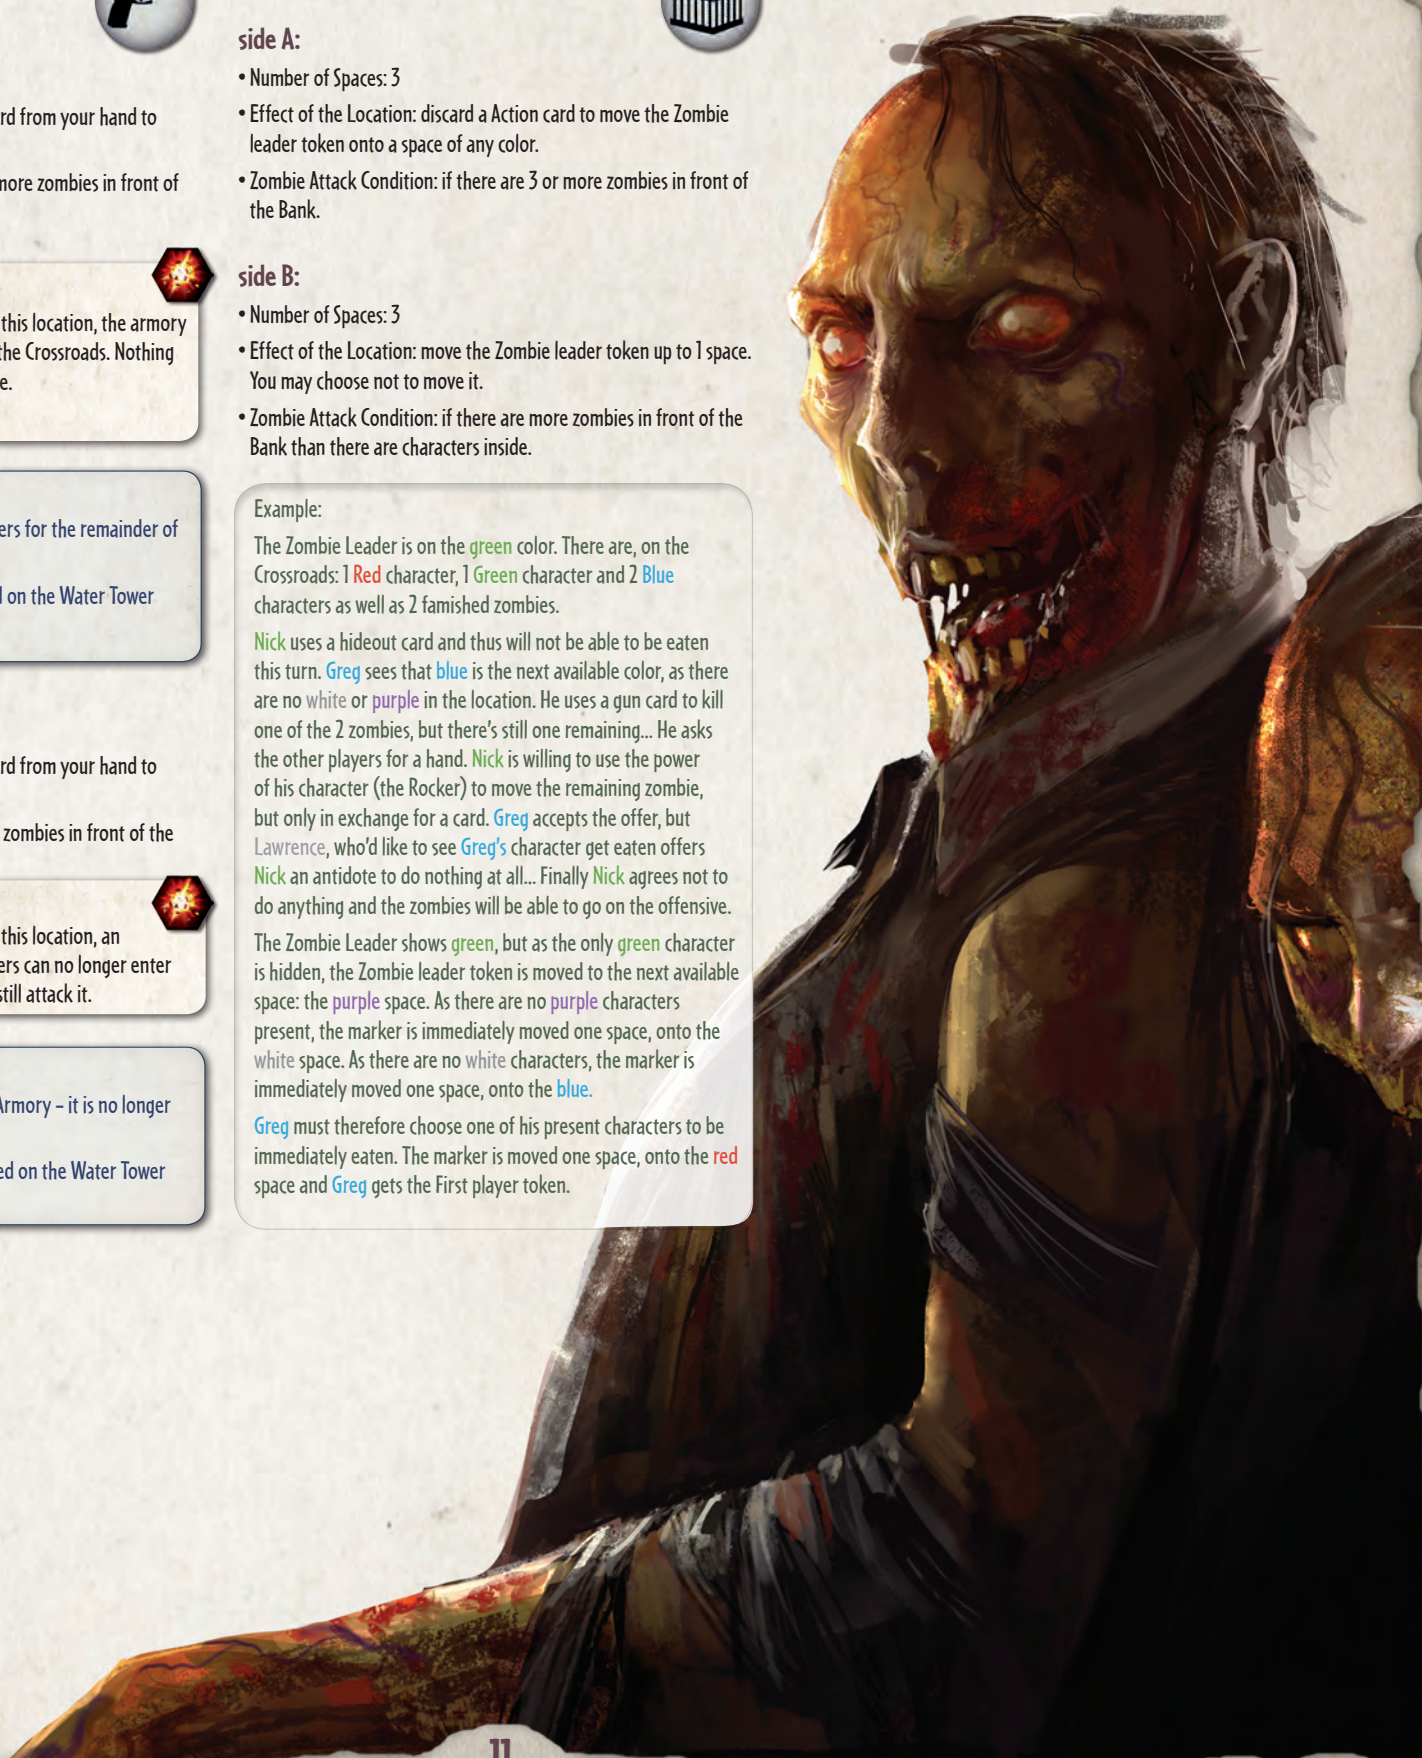 rd from your hand to
more zombies in front of
this location, the armory
the Crossroads. Nothing
e.
ers for the remainder of
on the Water Tower
rd from your hand to
zombies in front of the
this location, an
ers can no longer enter
still attack it.
Armory – it is no longer
ed on the Water Tower
side A:
• Number of Spaces: 3
• Effect of the Location: discard a Action card to move the Zombie
leader token onto a space of any color.
• Zombie Attack Condition: if there are 3 or more zombies in front of
the Bank.
side B:
• Number of Spaces: 3
• Effect of the Location: move the Zombie leader token up to 1 space.
You may choose not to move it.
• Zombie Attack Condition: if there are more zombies in front of the
Bank than there are characters inside.
Example:
The Zombie Leader is on the green color. There are, on the
Crossroads: 1 Red character, 1 Green character and 2 Blue
characters as well as 2 famished zombies.
Nick uses a hideout card and thus will not be able to be eaten
this turn. Greg sees that blue is the next available color, as there
are no white or purple in the location. He uses a gun card to kill
one of the 2 zombies, but there's still one remaining... He asks
the other players for a hand. Nick is willing to use the power
of his character (the Rocker) to move the remaining zombie,
but only in exchange for a card. Greg accepts the offer, but
Lawrence, who'd like to see Greg's character get eaten offers
Nick an antidote to do nothing at all... Finally Nick agrees not to
do anything and the zombies will be able to go on the offensive.
The Zombie Leader shows green, but as the only green character
is hidden, the Zombie leader token is moved to the next available
space: the purple space. As there are no purple characters
present, the marker is immediately moved one space, onto the
white space. As there are no white characters, the marker is
immediately moved one space, onto the blue.
Greg must therefore choose one of his present characters to be
immediately eaten. The marker is moved one space, onto the red
space and Greg gets the First player token.
11